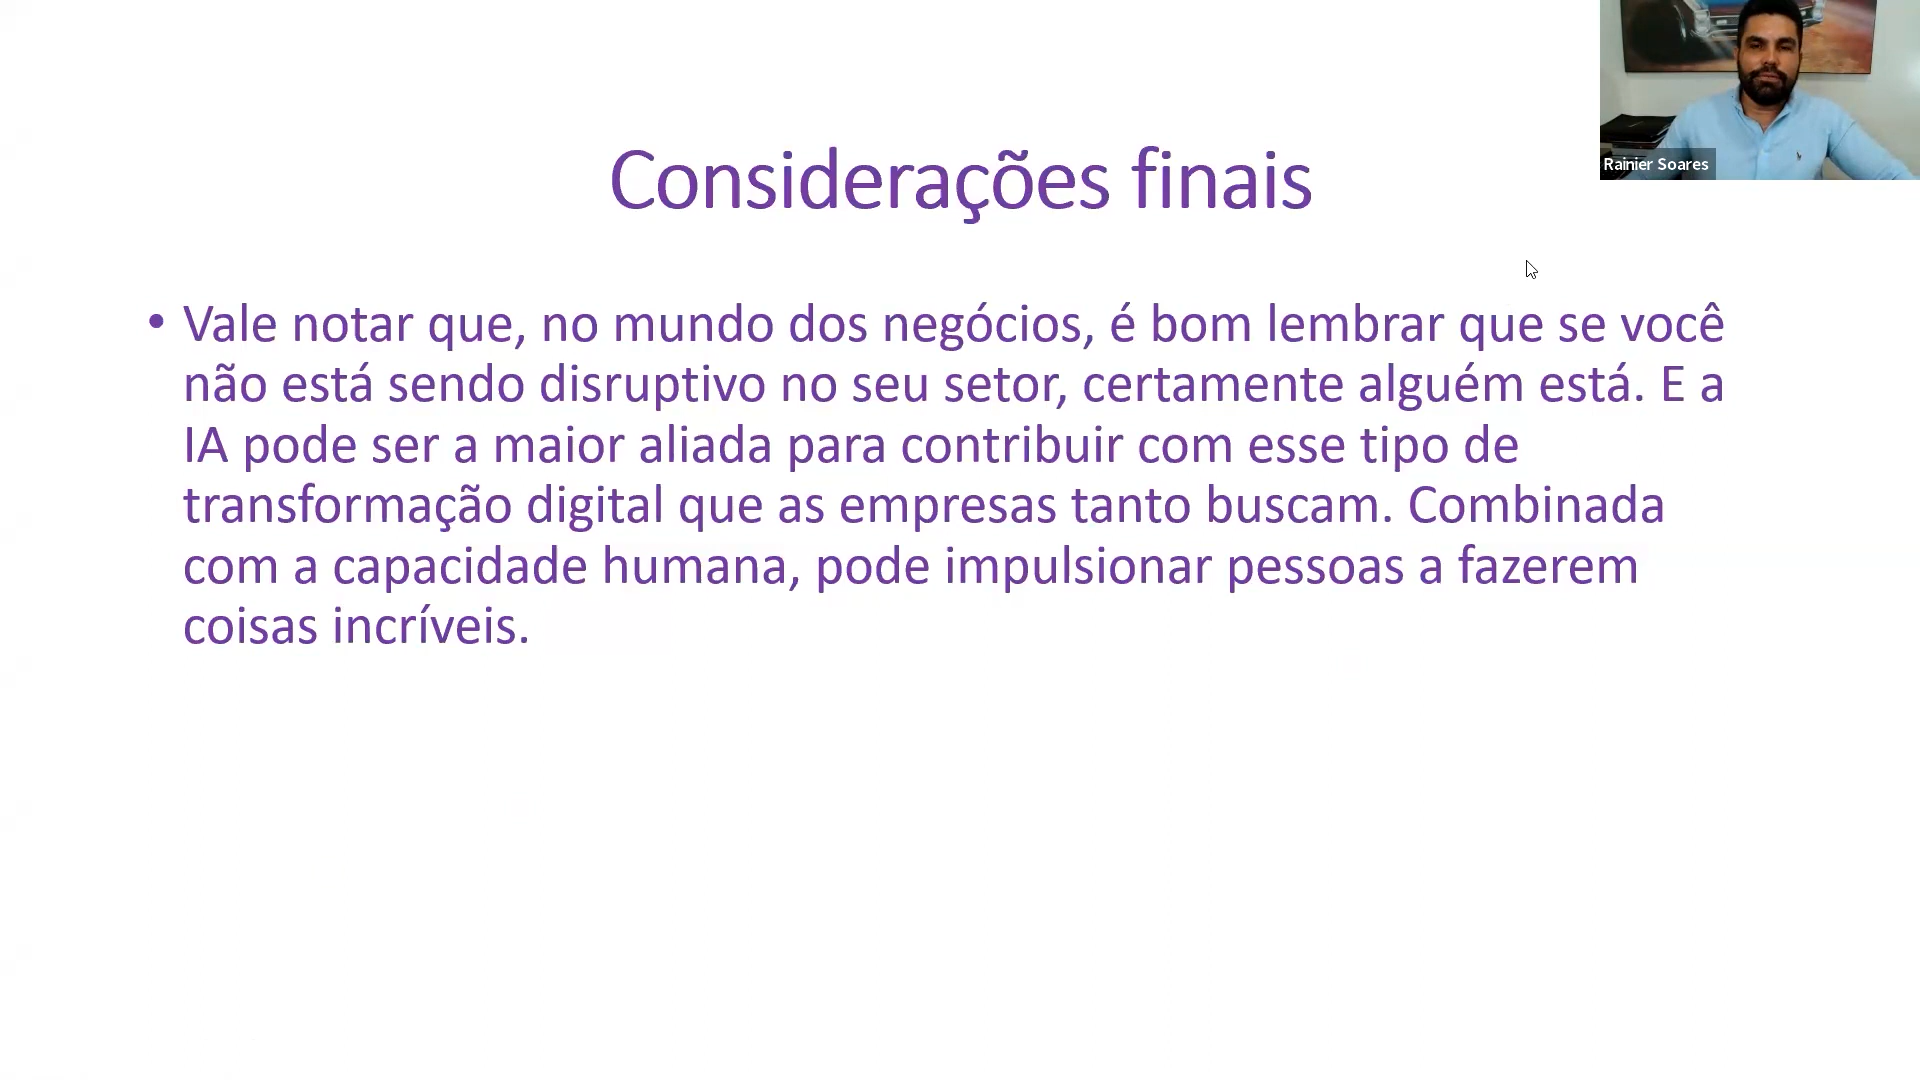 Rainier Soares
Considerações finais
• Vale notar que, no mundo dos negócios, é bom lembrar que se você
não está sendo disruptivo no seu setor, certamente alguém está. E a
IA pode ser a maior aliada para contribuir com esse tipo de
transformação digital que as empresas tanto buscam. Combinada
com a capacidade humana, pode impulsionar pessoas a fazerem
coisas incríveis.